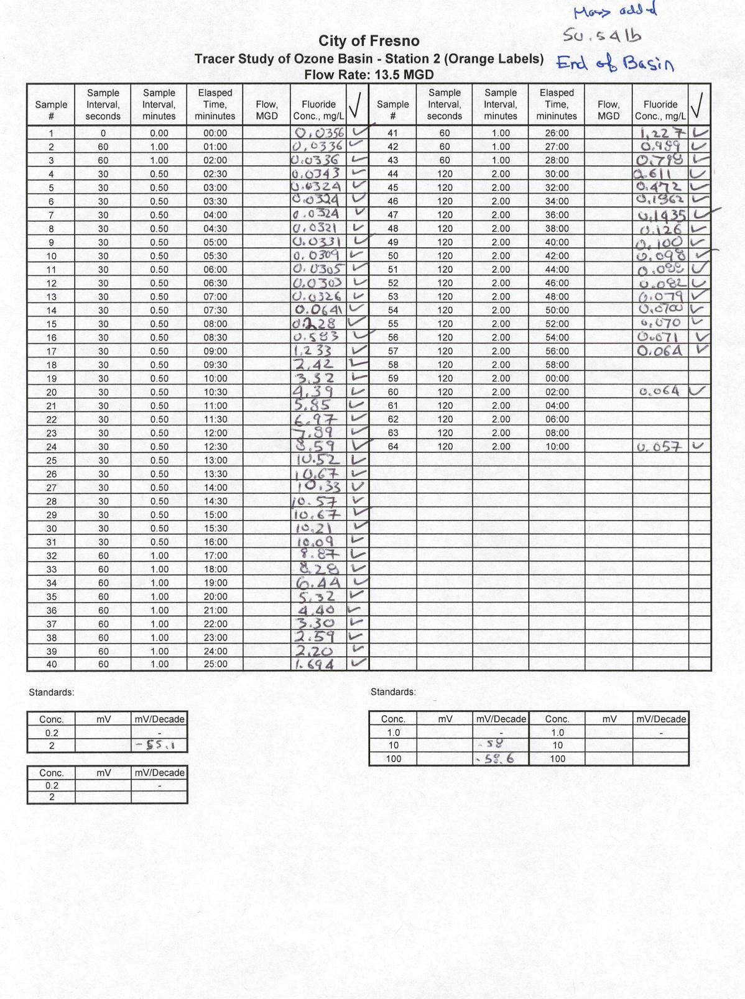 Mass added
50.54 lb
City of Fresno
Tracer Study of Ozone Basin - Station 2 (Orange Labels)
End of Basin
Flow Rate: 13.5 MGD
Sample # Sample Interval, seconds Sample Interval, minutes Elasped Time, mininutes Flow, MGD Fluoride Conc., mg/L ✓ Sample # Sample Interval, seconds Sample Interval, minutes Elasped Time, mininutes Flow, MGD Fluoride Conc., mg/L ✓
1 0 0.00 00:00 0.0356 ✓ 41 60 1.00 26:00 1.227 ✓
2 60 1.00 01:00 0.0336 ✓ 42 60 1.00 27:00 0.989 ✓
3 60 1.00 02:00 0.0336 ✓ 43 60 1.00 28:00 0.798 ✓
4 30 0.50 02:30 0.0343 ✓ 44 120 2.00 30:00 0.611 ✓
5 30 0.50 03:00 0.0324 ✓ 45 120 2.00 32:00 0.472 ✓
6 30 0.50 03:30 0.0324 ✓ 46 120 2.00 34:00 0.1962 ✓
7 30 0.50 04:00 0.0324 ✓ 47 120 2.00 36:00 0.1435 ✓
8 30 0.50 04:30 0.0321 ✓ 48 120 2.00 38:00 0.126 ✓
9 30 0.50 05:00 0.0331 ✓ 49 120 2.00 40:00 0.100 ✓
10 30 0.50 05:30 0.0309 ✓ 50 120 2.00 42:00 0.098 ✓
11 30 0.50 06:00 0.0305 ✓ 51 120 2.00 44:00 0.088 ✓
12 30 0.50 06:30 0.0303 ✓ 52 120 2.00 46:00 0.082 ✓
13 30 0.50 07:00 0.0326 ✓ 53 120 2.00 48:00 0.079 ✓
14 30 0.50 07:30 0.0641 ✓ 54 120 2.00 50:00 0.0700 ✓
15 30 0.50 08:00 0.228 ✓ 55 120 2.00 52:00 0.070 ✓
16 30 0.50 08:30 0.583 ✓ 56 120 2.00 54:00 0.071 ✓
17 30 0.50 09:00 1.233 ✓ 57 120 2.00 56:00 0.064 ✓
18 30 0.50 09:30 2.42 ✓ 58 120 2.00 58:00
19 30 0.50 10:00 3.32 ✓ 59 120 2.00 00:00
20 30 0.50 10:30 4.39 ✓ 60 120 2.00 02:00 0.064 ✓
21 30 0.50 11:00 5.85 ✓ 61 120 2.00 04:00
22 30 0.50 11:30 6.97 ✓ 62 120 2.00 06:00
23 30 0.50 12:00 7.89 ✓ 63 120 2.00 08:00
24 30 0.50 12:30 8.59 ✓ 64 120 2.00 10:00 0.057 ✓
25 30 0.50 13:00 10.52 ✓
26 30 0.50 13:30 10.67 ✓
27 30 0.50 14:00 10.33 ✓
28 30 0.50 14:30 10.57 ✓
29 30 0.50 15:00 10.67 ✓
30 30 0.50 15:30 10.21 ✓
31 30 0.50 16:00 10.09 ✓
32 60 1.00 17:00 8.87 ✓
33 60 1.00 18:00 8.28 ✓
34 60 1.00 19:00 6.44 ✓
35 60 1.00 20:00 5.32 ✓
36 60 1.00 21:00 4.40 ✓
37 60 1.00 22:00 3.30 ✓
38 60 1.00 23:00 2.59 ✓
39 60 1.00 24:00 2.20 ✓
40 60 1.00 25:00 1.694 ✓
Standards: Standards:
Conc. mV mV/Decade Conc. mV mV/Decade Conc. mV mV/Decade
0.2 - 1.0 - 1.0 -
2 -55.1 10 -58 10
100 -58.6 100
Conc. mV mV/Decade
0.2 -
2